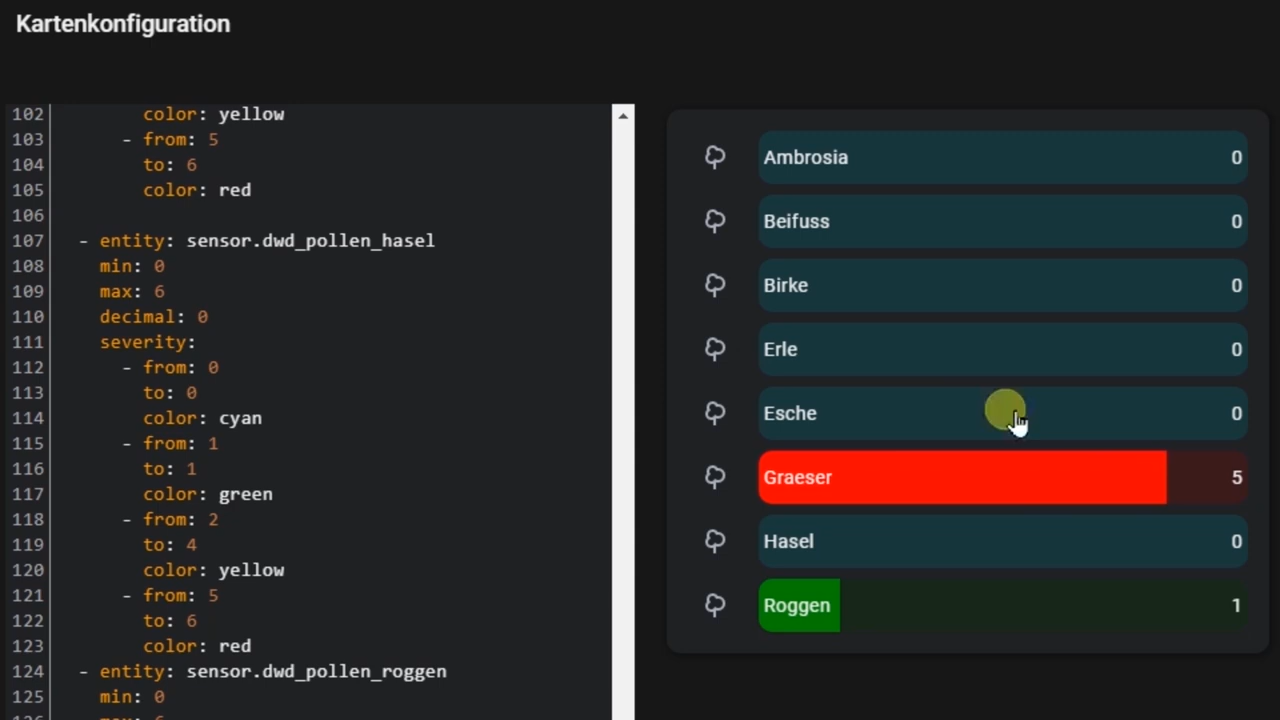 Kartenkonfiguration
102 color: yellow
103 - from: 5
104 to: 6
105 color: red
106
107 - entity: sensor.dwd_pollen_hasel
108 min: 0
109 max: 6
110 decimal: 0
111 severity:
112 - from: 0
113 to: 0
114 color: cyan
115 - from: 1
116 to: 1
117 color: green
118 - from: 2
119 to: 4
120 color: yellow
121 - from: 5
122 to: 6
123 color: red
124 - entity: sensor.dwd_pollen_roggen
125 min: 0
Ambrosia 0
Beifuss 0
Birke 0
Erle 0
Esche 0
Graeser 5
Hasel 0
Roggen 1